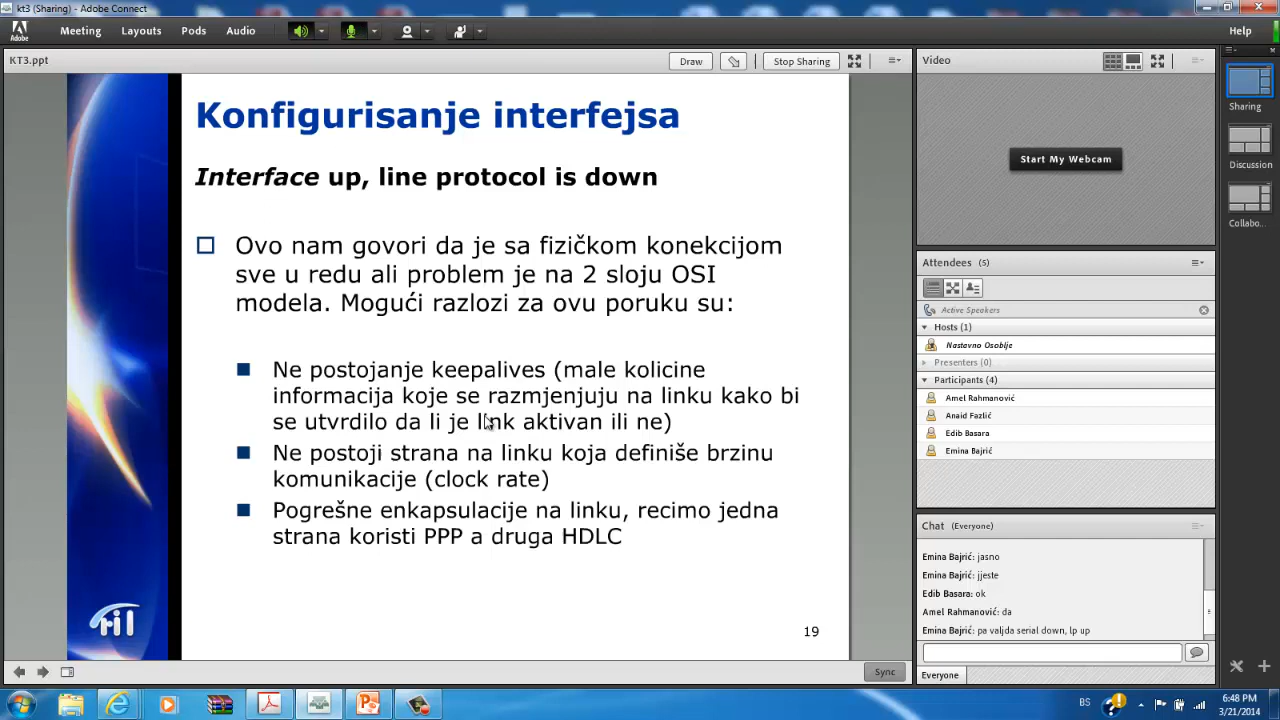 kt3 (Sharing) - Adobe Connect
Adobe
Meeting
Layouts
Pods
Audio
Help
KT3.ppt
Draw
Stop Sharing
Konfigurisanje interfejsa
Interface up, line protocol is down
Ovo nam govori da je sa fizičkom konekcijom
sve u redu ali problem je na 2 sloju OSI
modela. Mogući razlozi za ovu poruku su:
Ne postojanje keepalives (male kolicine
informacija koje se razmjenjuju na linku kako bi
se utvrdilo da li je link aktivan ili ne)
Ne postoji strana na linku koja definiše brzinu
komunikacije (clock rate)
Pogrešne enkapsulacije na linku, recimo jedna
strana koristi PPP a druga HDLC
19
Sync
Video
Start My Webcam
Attendees (5)
Active Speakers
Hosts (1)
Nastavno Osoblje
Presenters (0)
Participants (4)
Amel Rahmanović
Anaid Fazlić
Edib Basara
Emina Bajrić
Chat (Everyone)
Emina Bajrić: jasno
Emina Bajrić: jjeste
Edib Basara: ok
Amel Rahmanović: da
Emina Bajrić: pa valjda serial down, lp up
Everyone
Sharing
Discussion
Collabo...
BS
6:48 PM
3/21/2014